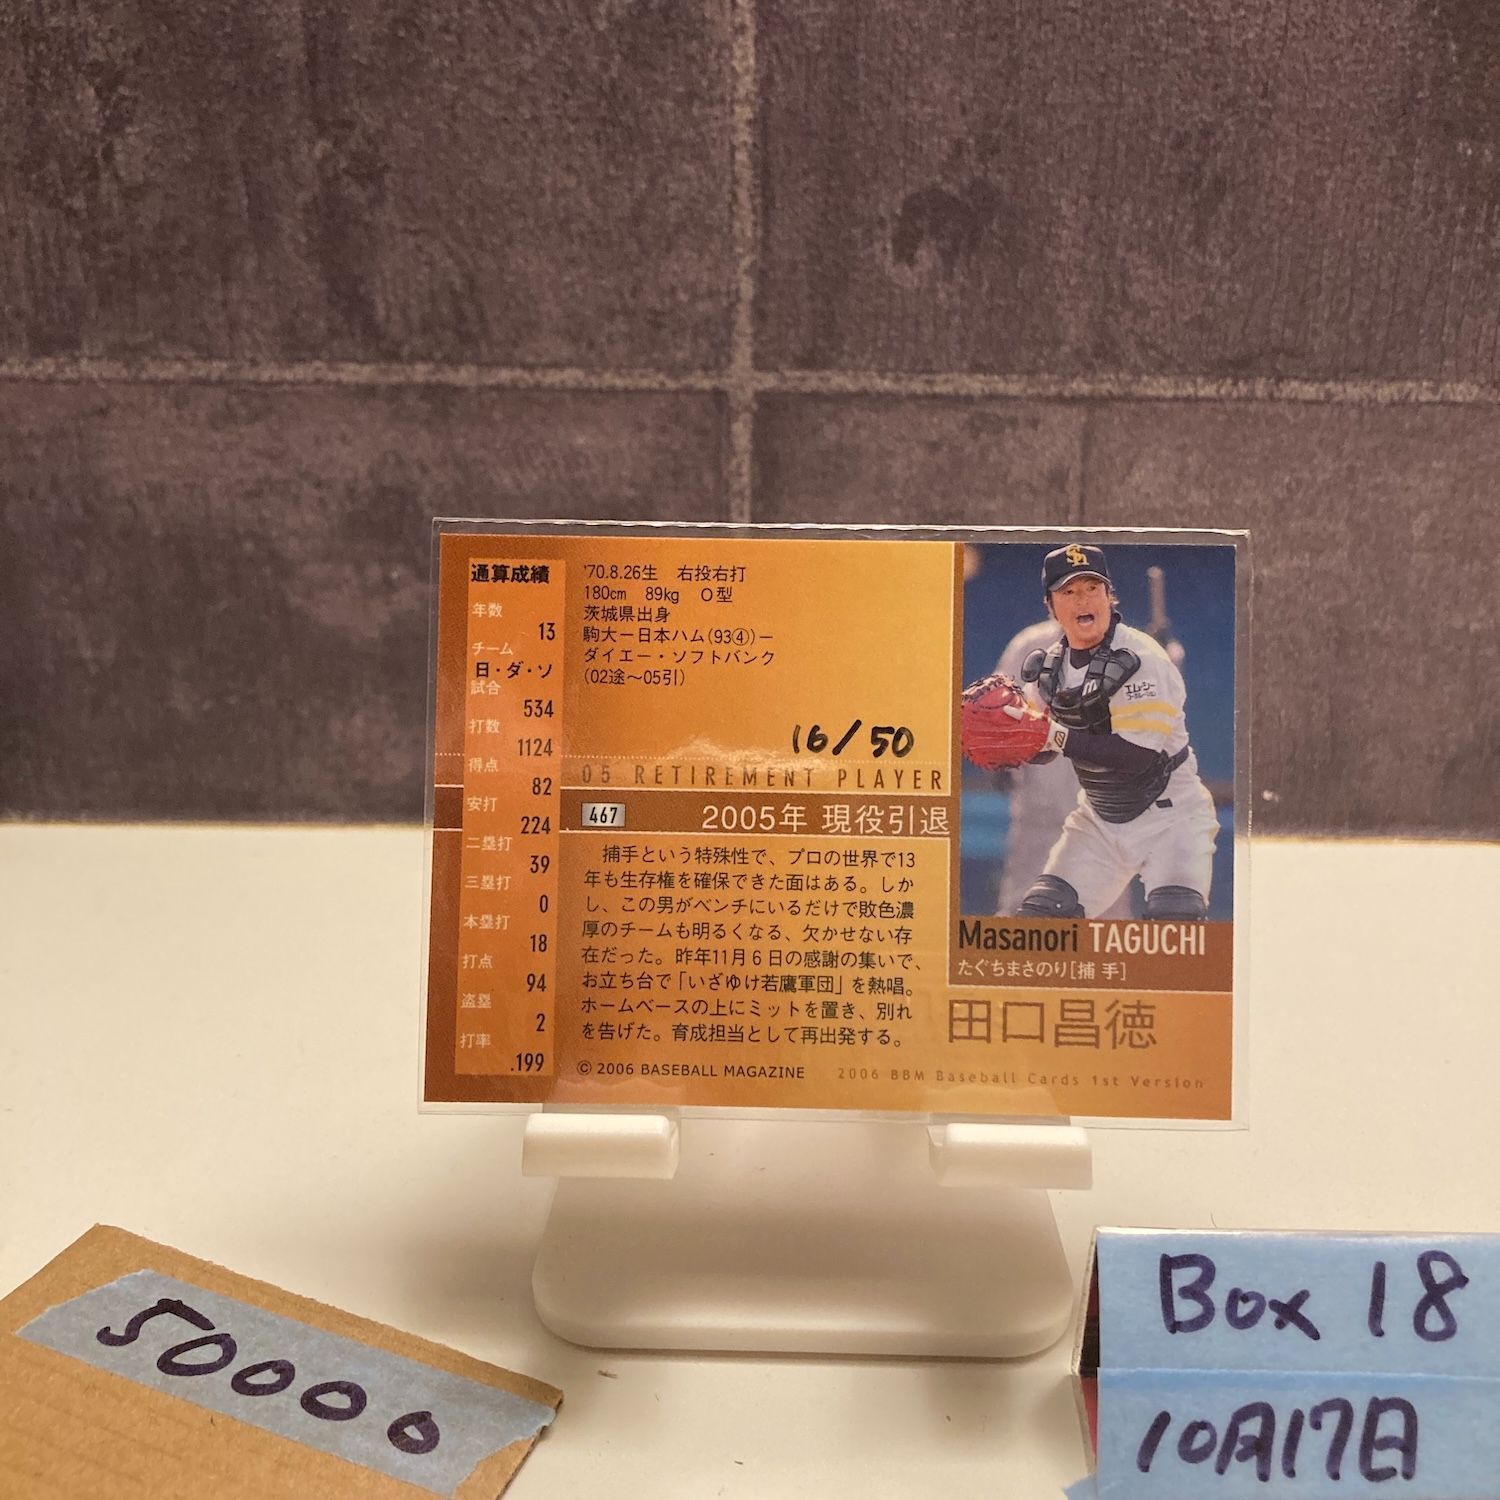 通算成績
年数
13
チーム
日・ダ・ソ
試合
534
打数
1124
得点
82
安打
224
二塁打
39
三塁打
0
本塁打
18
打点
94
盗塁
2
打率
.199
'70.8.26生 右投右打
180cm 89kg O型
茨城県出身
駒大ー日本ハム(93④)ー
ダイエー・ソフトバンク
(02途〜05引)
16/50
05 RETIREMENT PLAYER
467 2005年 現役引退
捕手という特殊性で、プロの世界で13
年も生存権を確保できた面はある。しか
し、この男がベンチにいるだけで敗色濃
厚のチームも明るくなる、欠かせない存
在だった。昨年11月6日の感謝の集いで、
お立ち台で「いざゆけ若鷹軍団」を熱唱。
ホームベースの上にミットを置き、別れ
を告げた。育成担当として再出発する。
© 2006 BASEBALL MAGAZINE
2006 BBM Baseball Cards 1st Version
SH
Masanori TAGUCHI
たぐちまさのり[捕手]
田口昌徳
50000
Box 18
10月17日